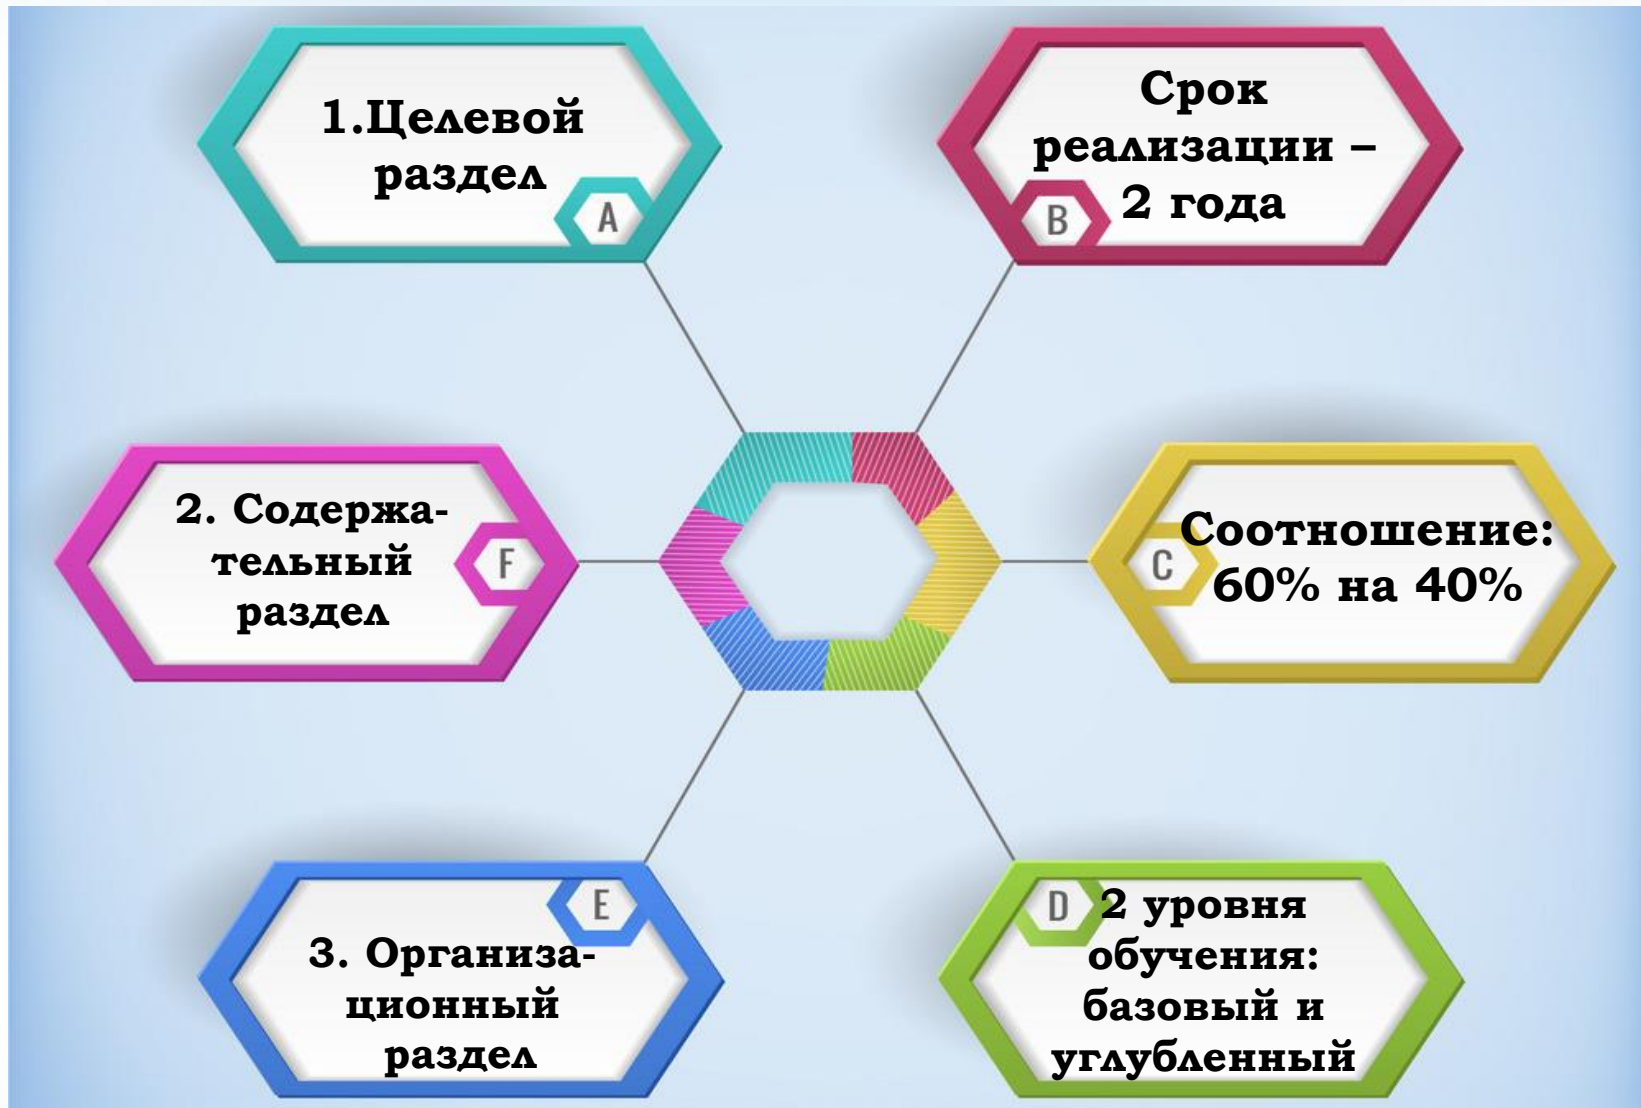 1.Целевой
раздел
A
Срок
реализации –
2 года
B
2. Содержа-
тельный
раздел
F
C
Соотношение:
60% на 40%
E
3. Организа-
ционный
раздел
D
2 уровня
обучения:
базовый и
углубленный